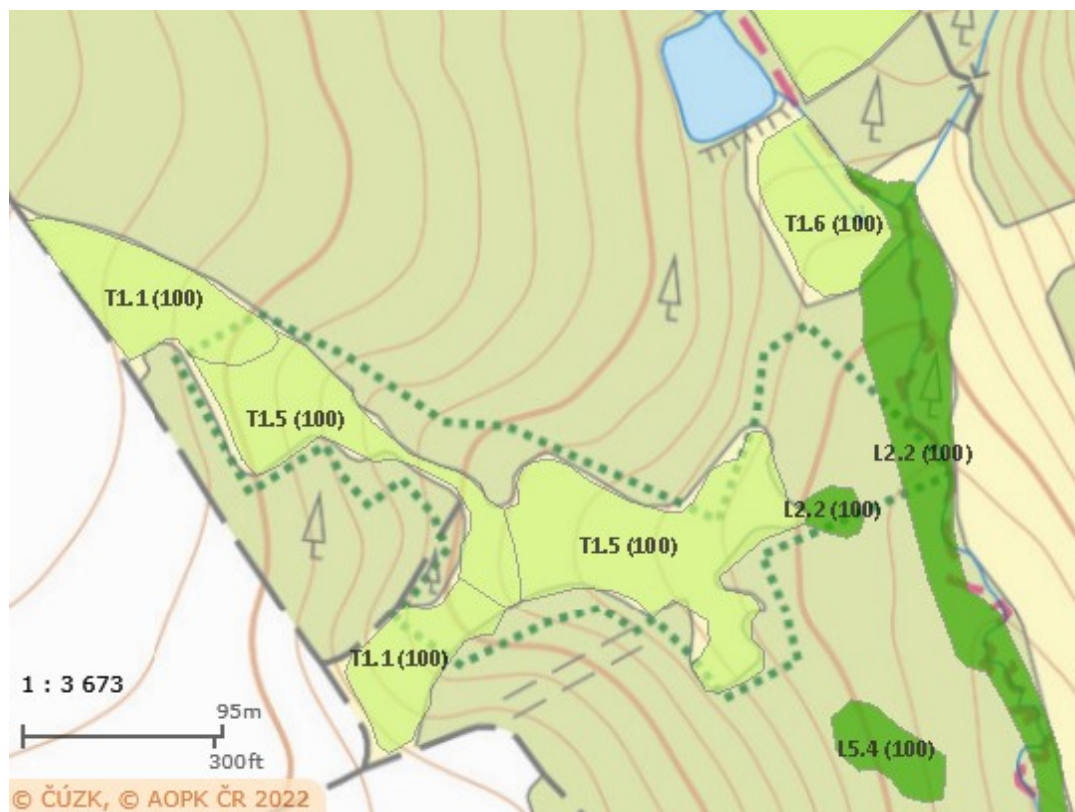 T1.6 (100)
T1.1 (100)
T1.5 (100)
L2.2 (100)
L2.2 (100)
T1.5 (100)
T1.1 (100)
1 : 3 673
95m
300ft
L5.4 (100)
© ČÚZK, © AOPK ČR 2022